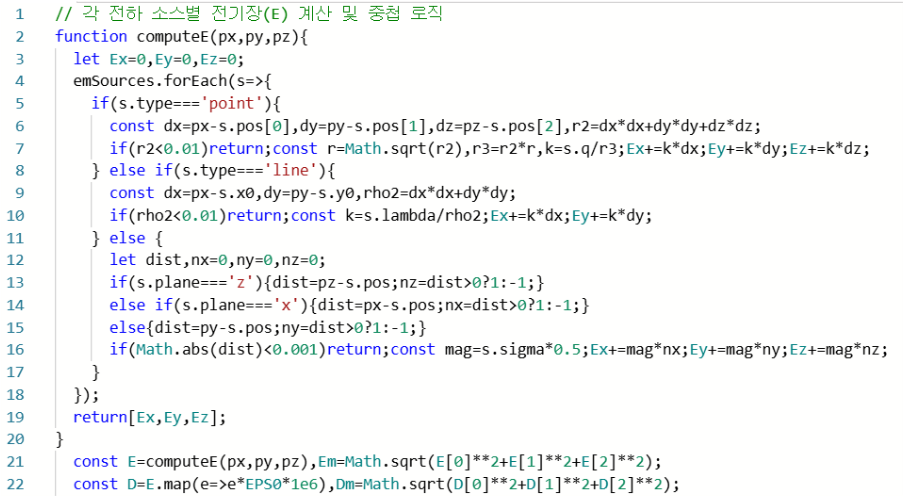 1 // 각 전하 소스별 전기장(E) 계산 및 중첩 로직
2 function computeE(px,py,pz){
3 let Ex=0,Ey=0,Ez=0;
4 emSources.forEach(s=>{
5 if(s.type==='point'){
6 const dx=px-s.pos[0],dy=py-s.pos[1],dz=pz-s.pos[2],r2=dx*dx+dy*dy+dz*dz;
7 if(r2<0.01)return;const r=Math.sqrt(r2),r3=r2*r,k=s.q/r3;Ex+=k*dx;Ey+=k*dy;Ez+=k*dz;
8 } else if(s.type==='line'){
9 const dx=px-s.x0,dy=py-s.y0,rho2=dx*dx+dy*dy;
10 if(rho2<0.01)return;const k=s.lambda/rho2;Ex+=k*dx;Ey+=k*dy;
11 } else {
12 let dist,nx=0,ny=0,nz=0;
13 if(s.plane==='z'){dist=pz-s.pos;nz=dist>0?1:-1;}
14 else if(s.plane==='x'){dist=px-s.pos;nx=dist>0?1:-1;}
15 else{dist=py-s.pos;ny=dist>0?1:-1;}
16 if(Math.abs(dist)<0.001)return;const mag=s.sigma*0.5;Ex+=mag*nx;Ey+=mag*ny;Ez+=mag*nz;
17 }
18 });
19 return[Ex,Ey,Ez];
20 }
21 const E=computeE(px,py,pz),Em=Math.sqrt(E[0]**2+E[1]**2+E[2]**2);
22 const D=E.map(e=>e*EPS0*1e6),Dm=Math.sqrt(D[0]**2+D[1]**2+D[2]**2);